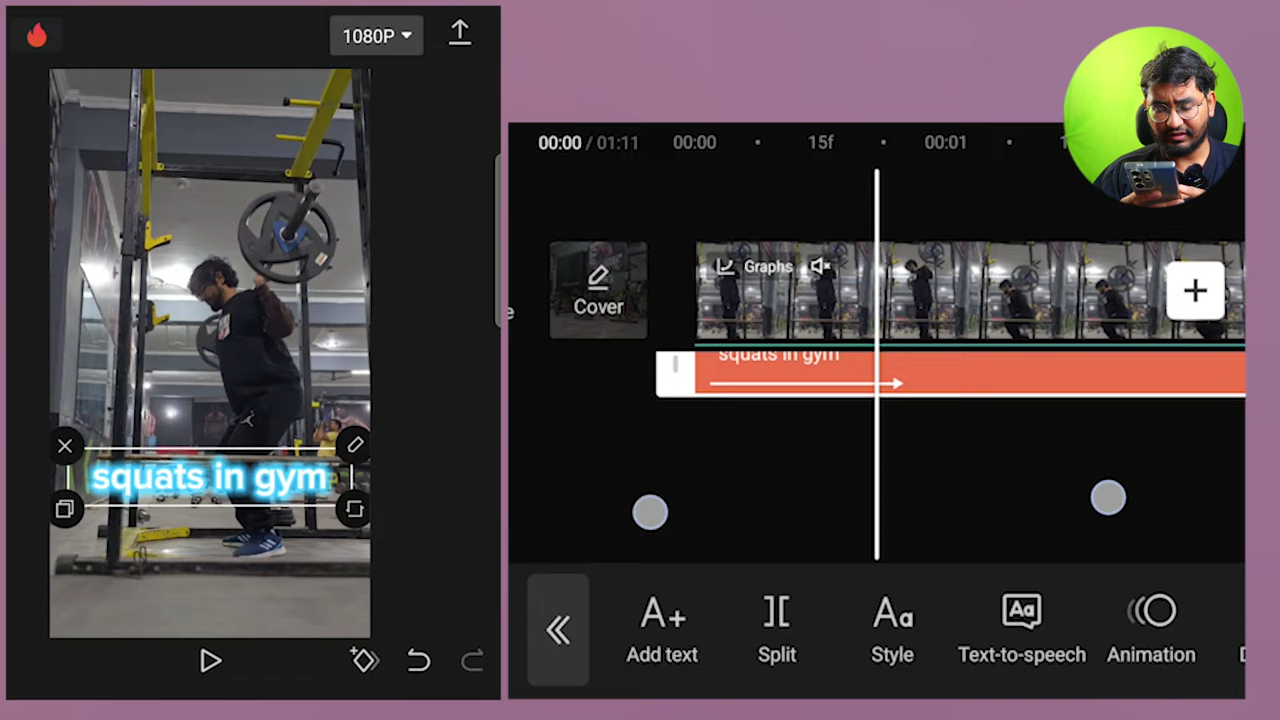 1080P
squats in gym
00:00 / 01:11 00:00 15f 00:01
Cover
Graphs
squats in gym
Add text
Split
Style
Text-to-speech
Animation